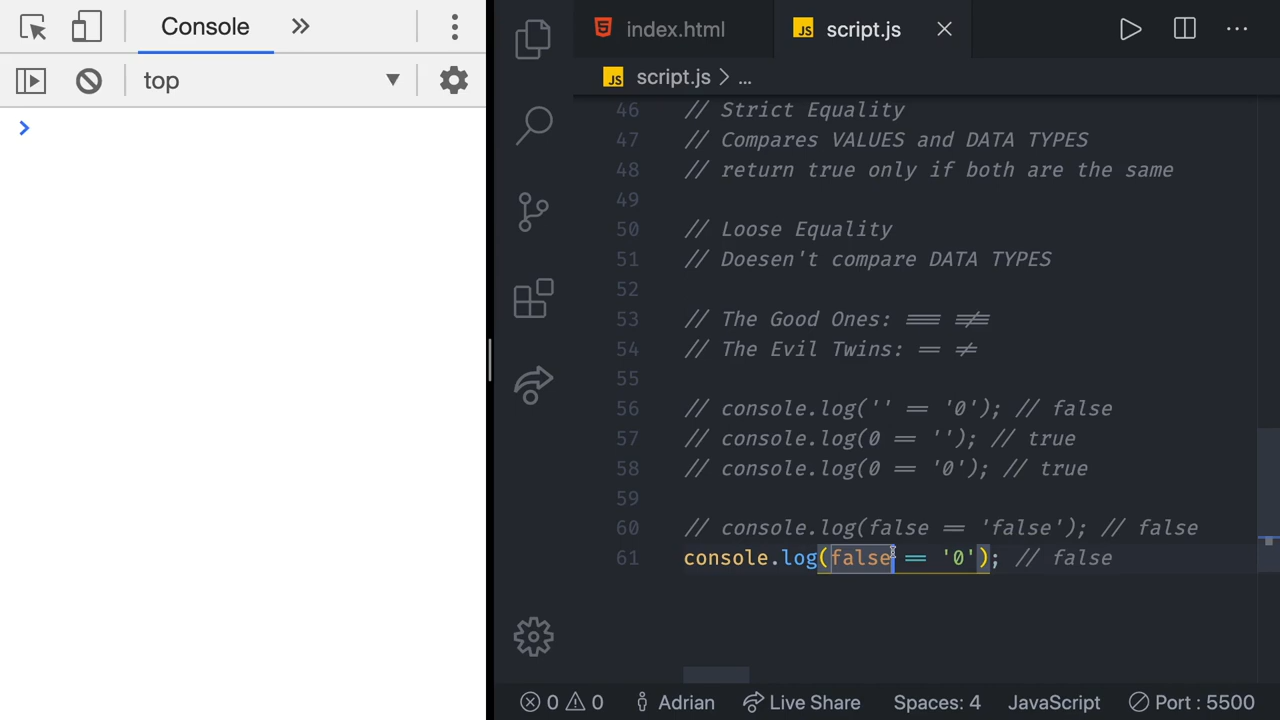 Console
top
index.html
JS script.js
JS script.js > ...
46 // Strict Equality
47 // Compares VALUES and DATA TYPES
48 // return true only if both are the same
49
50 // Loose Equality
51 // Doesen't compare DATA TYPES
52
53 // The Good Ones: === !==
54 // The Evil Twins: == !=
55
56 // console.log('' == '0'); // false
57 // console.log(0 == ''); // true
58 // console.log(0 == '0'); // true
59
60 // console.log(false == 'false'); // false
61 console.log(false == '0'); // false
0 0 Adrian Live Share Spaces: 4 JavaScript Port : 5500